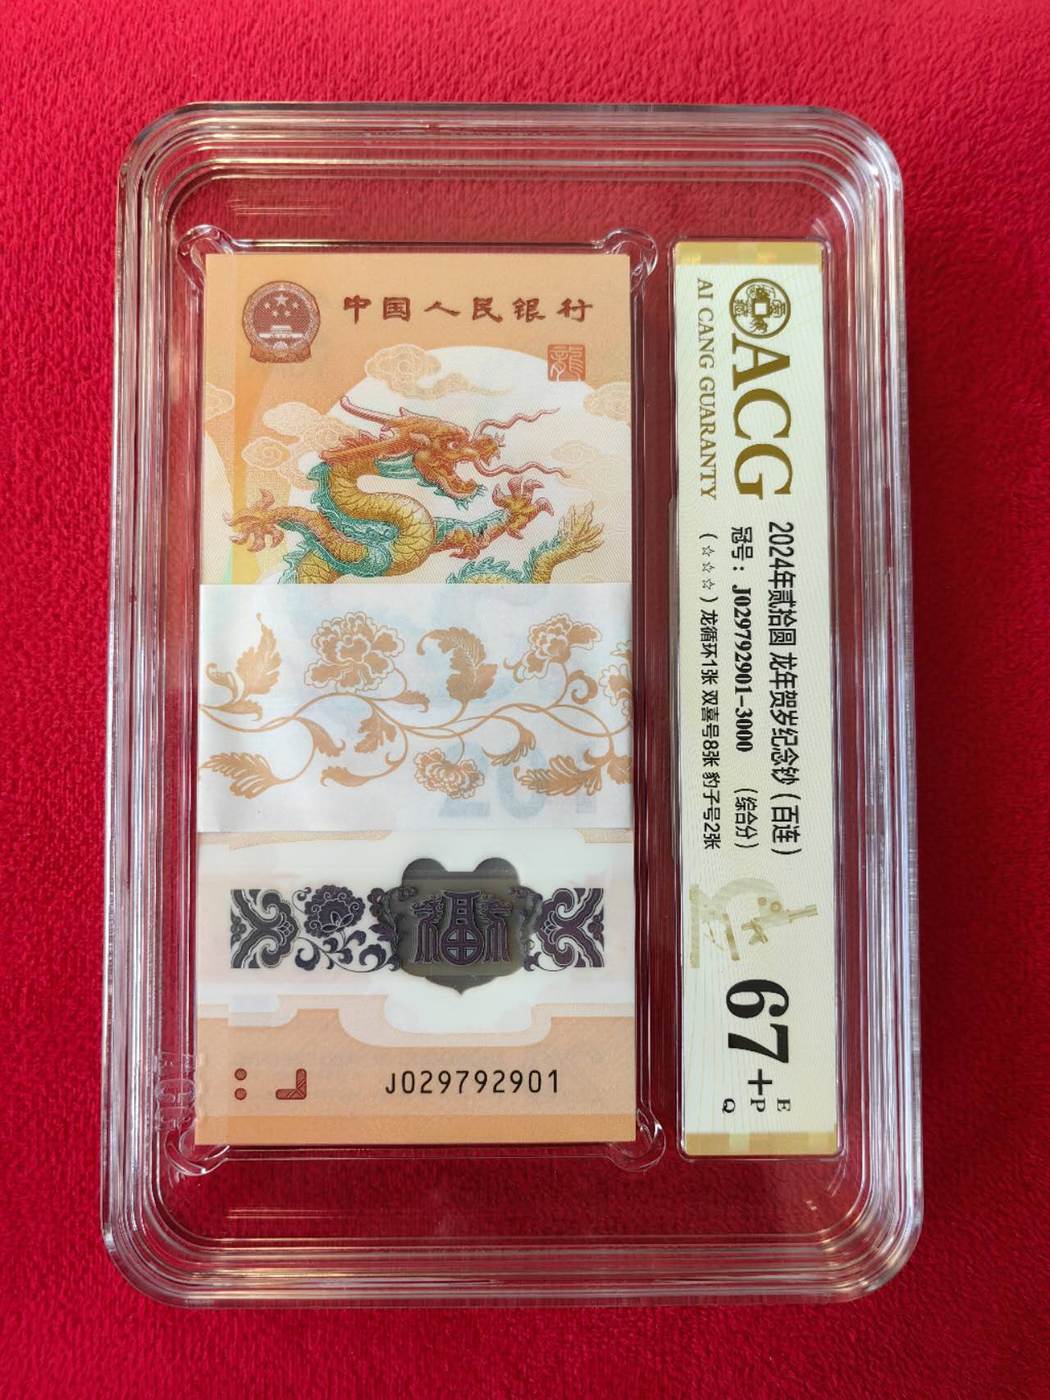 中国人民银行
龍
福
J029792901
ACG
AI CANG GUARANTY
2024年贰拾圆 龙年贺岁纪念钞（百连）
冠号：J029792901-3000 （综合分）
（☆☆☆）龙循环1张 双喜号8张 豹子号2张
67+
E
P
Q